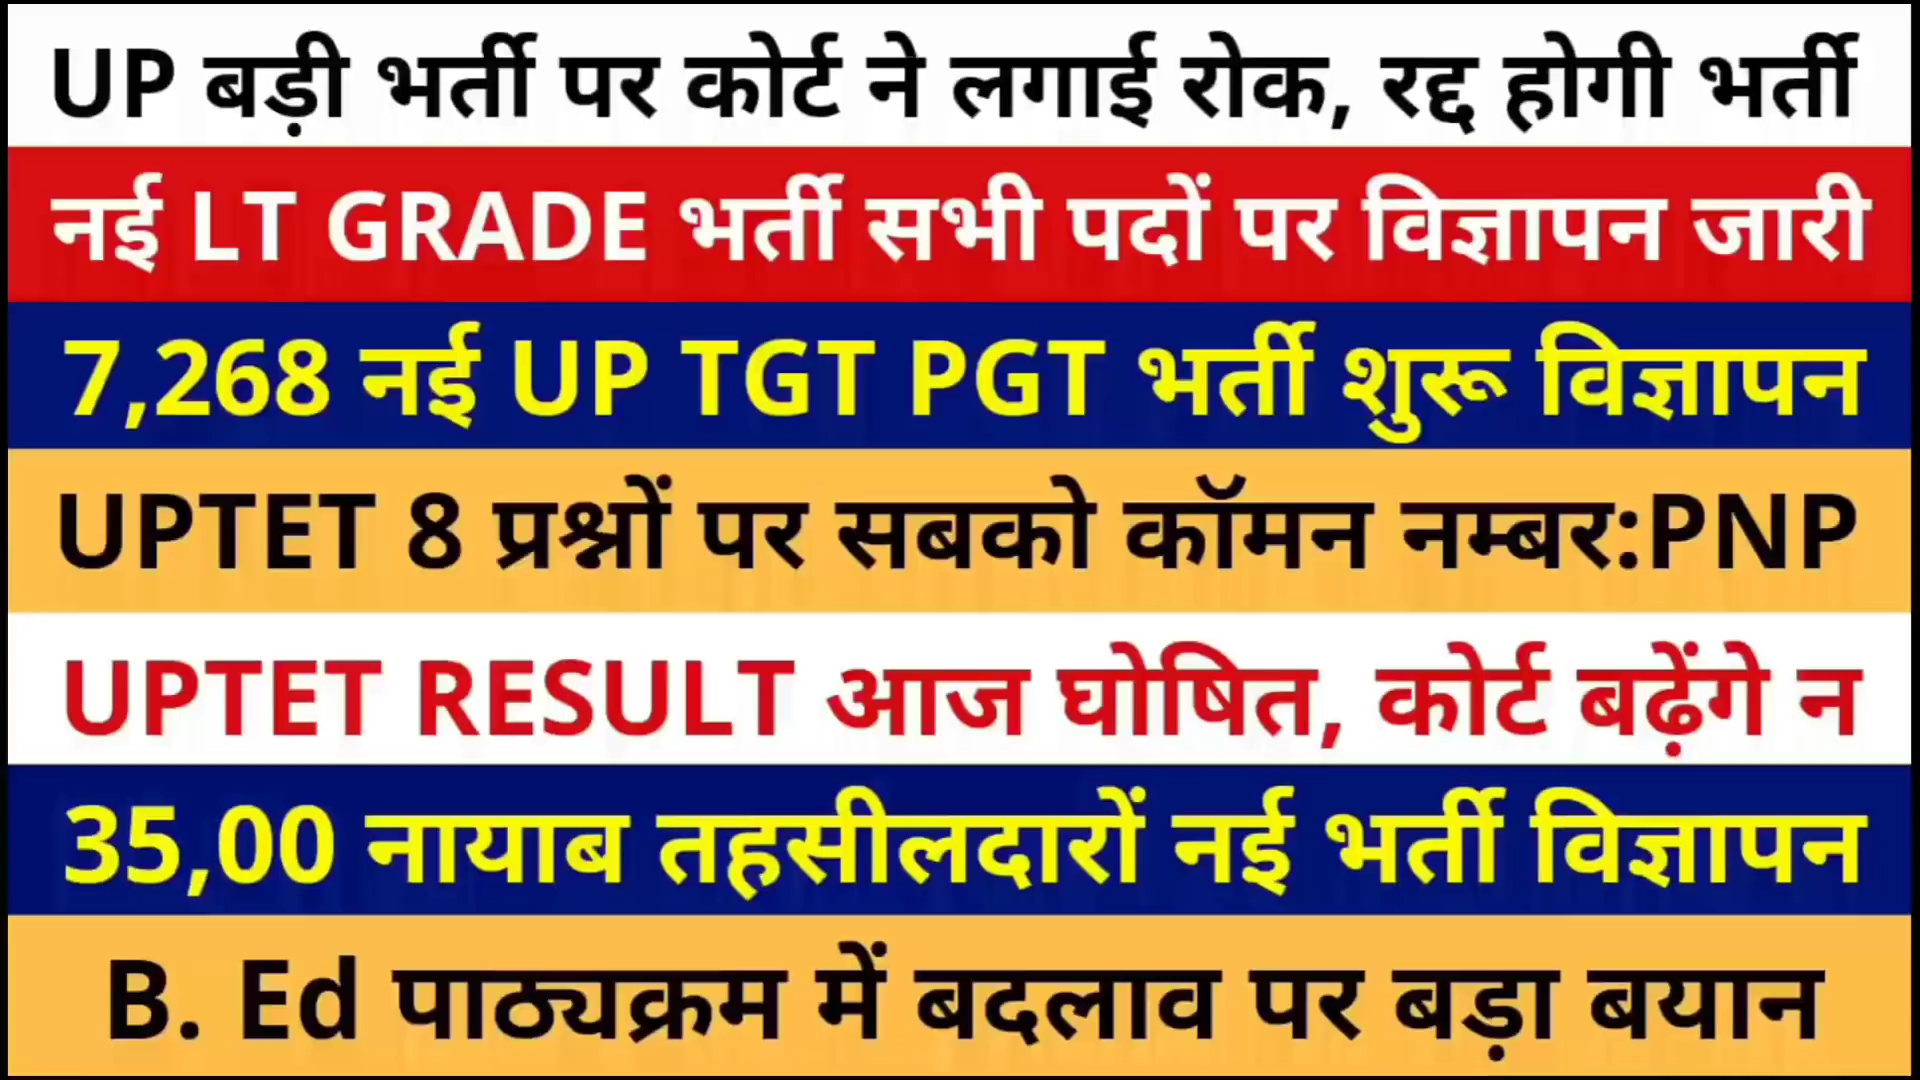 UP बड़ी भर्ती पर कोर्ट ने लगाई रोक, रद्द होगी भर्ती
नई LT GRADE भर्ती सभी पदों पर विज्ञापन जारी
7,268 नई UP TGT PGT भर्ती शुरू विज्ञापन
UPTET 8 प्रश्नों पर सबको कॉमन नम्बर:PNP
UPTET RESULT आज घोषित, कोर्ट बढ़ेंगे न
35,00 नायाब तहसीलदारों नई भर्ती विज्ञापन
B. Ed पाठ्यक्रम में बदलाव पर बड़ा बयान